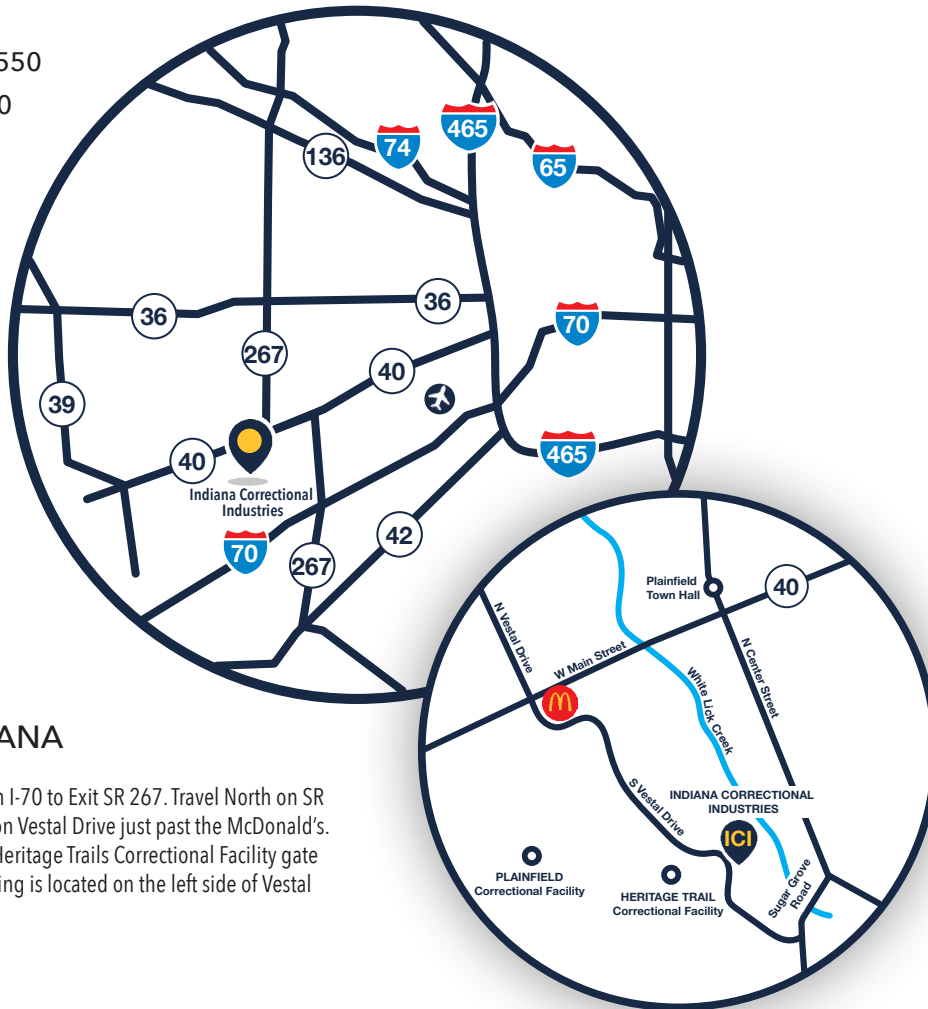 550
0
136
74
465
65
36
36
70
267
40
39
465
40
Indiana Correctional
Industries
70
42
267
Plainfield
Town Hall
40
N Vestal Drive
W Main Street
N Center Street
White Lick Creek
S Vestal Drive
INDIANA CORRECTIONAL
INDUSTRIES
ICI
PLAINFIELD
Correctional Facility
HERITAGE TRAIL
Correctional Facility
Sugar Grove
Road
ANA
I-70 to Exit SR 267. Travel North on SR
on Vestal Drive just past the McDonald's.
Heritage Trails Correctional Facility gate
ing is located on the left side of Vestal